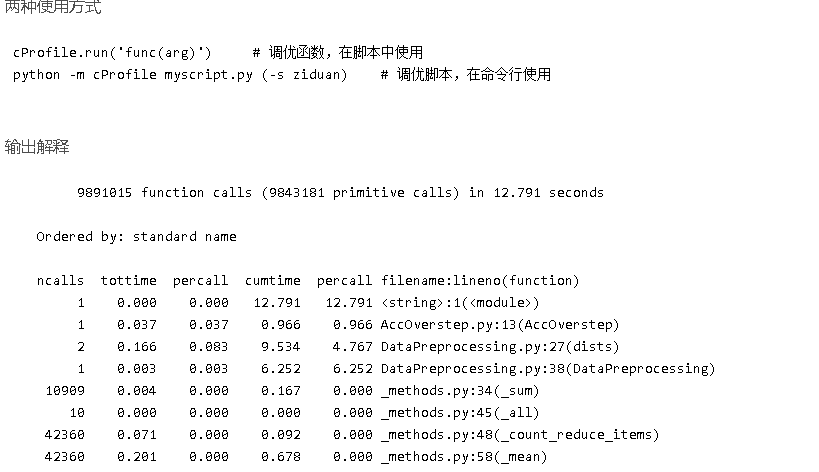 两种使用方式
cProfile.run('func(arg)')     # 调优函数，在脚本中使用
python -m cProfile myscript.py (-s ziduan)    # 调优脚本，在命令行使用
输出解释
9891015 function calls (9843181 primitive calls) in 12.791 seconds
Ordered by: standard name
ncalls  tottime  percall  cumtime  percall filename:lineno(function)
1    0.000    0.000   12.791   12.791 <string>:1(<module>)
1    0.037    0.037    0.966    0.966 AccOverstep.py:13(AccOverstep)
2    0.166    0.083    9.534    4.767 DataPreprocessing.py:27(dists)
1    0.003    0.003    6.252    6.252 DataPreprocessing.py:38(DataPreprocessing)
10909    0.004    0.000    0.167    0.000 _methods.py:34(_sum)
10    0.000    0.000    0.000    0.000 _methods.py:45(_all)
42360    0.071    0.000    0.092    0.000 _methods.py:48(_count_reduce_items)
42360    0.201    0.000    0.678    0.000 _methods.py:58(_mean)